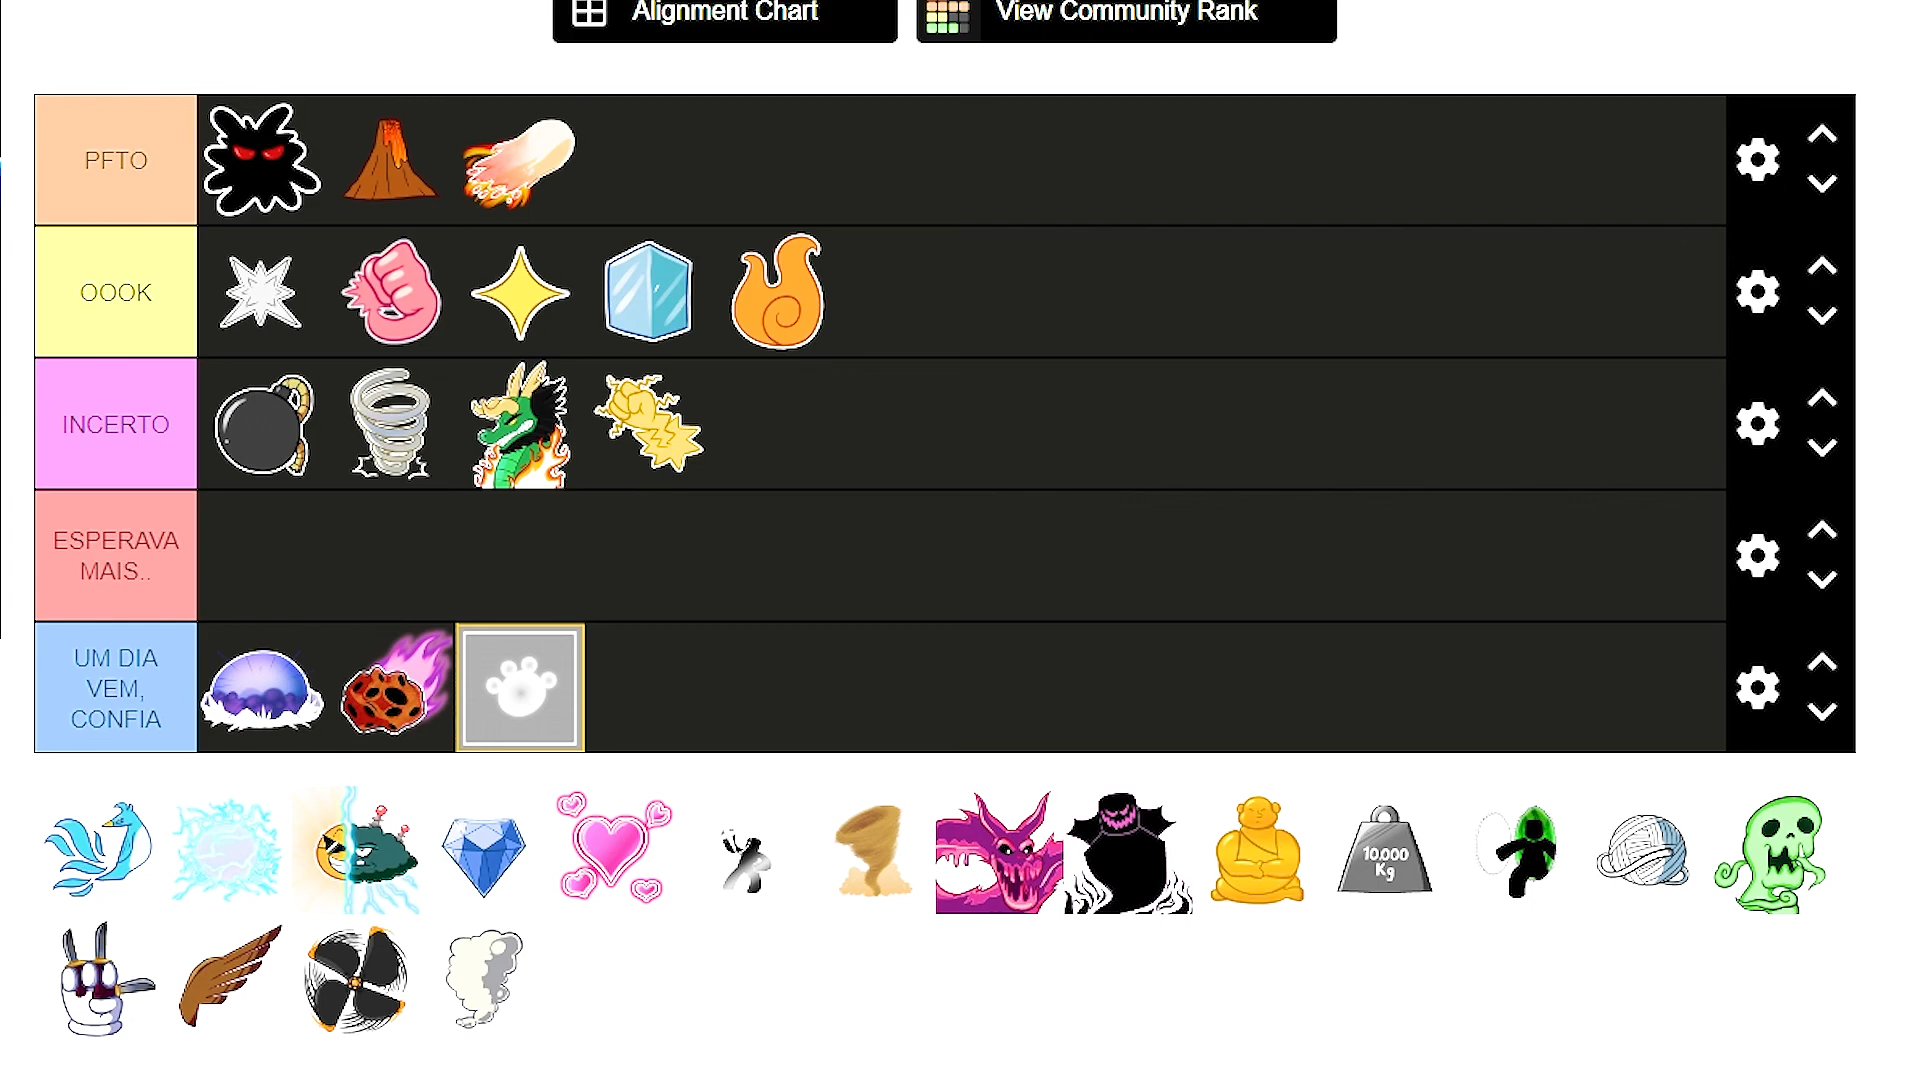 Alignment Chart
View Community Rank
PFTO
OOOK
INCERTO
ESPERAVA
MAIS..
UM DIA
VEM,
CONFIA
10.000
Kg